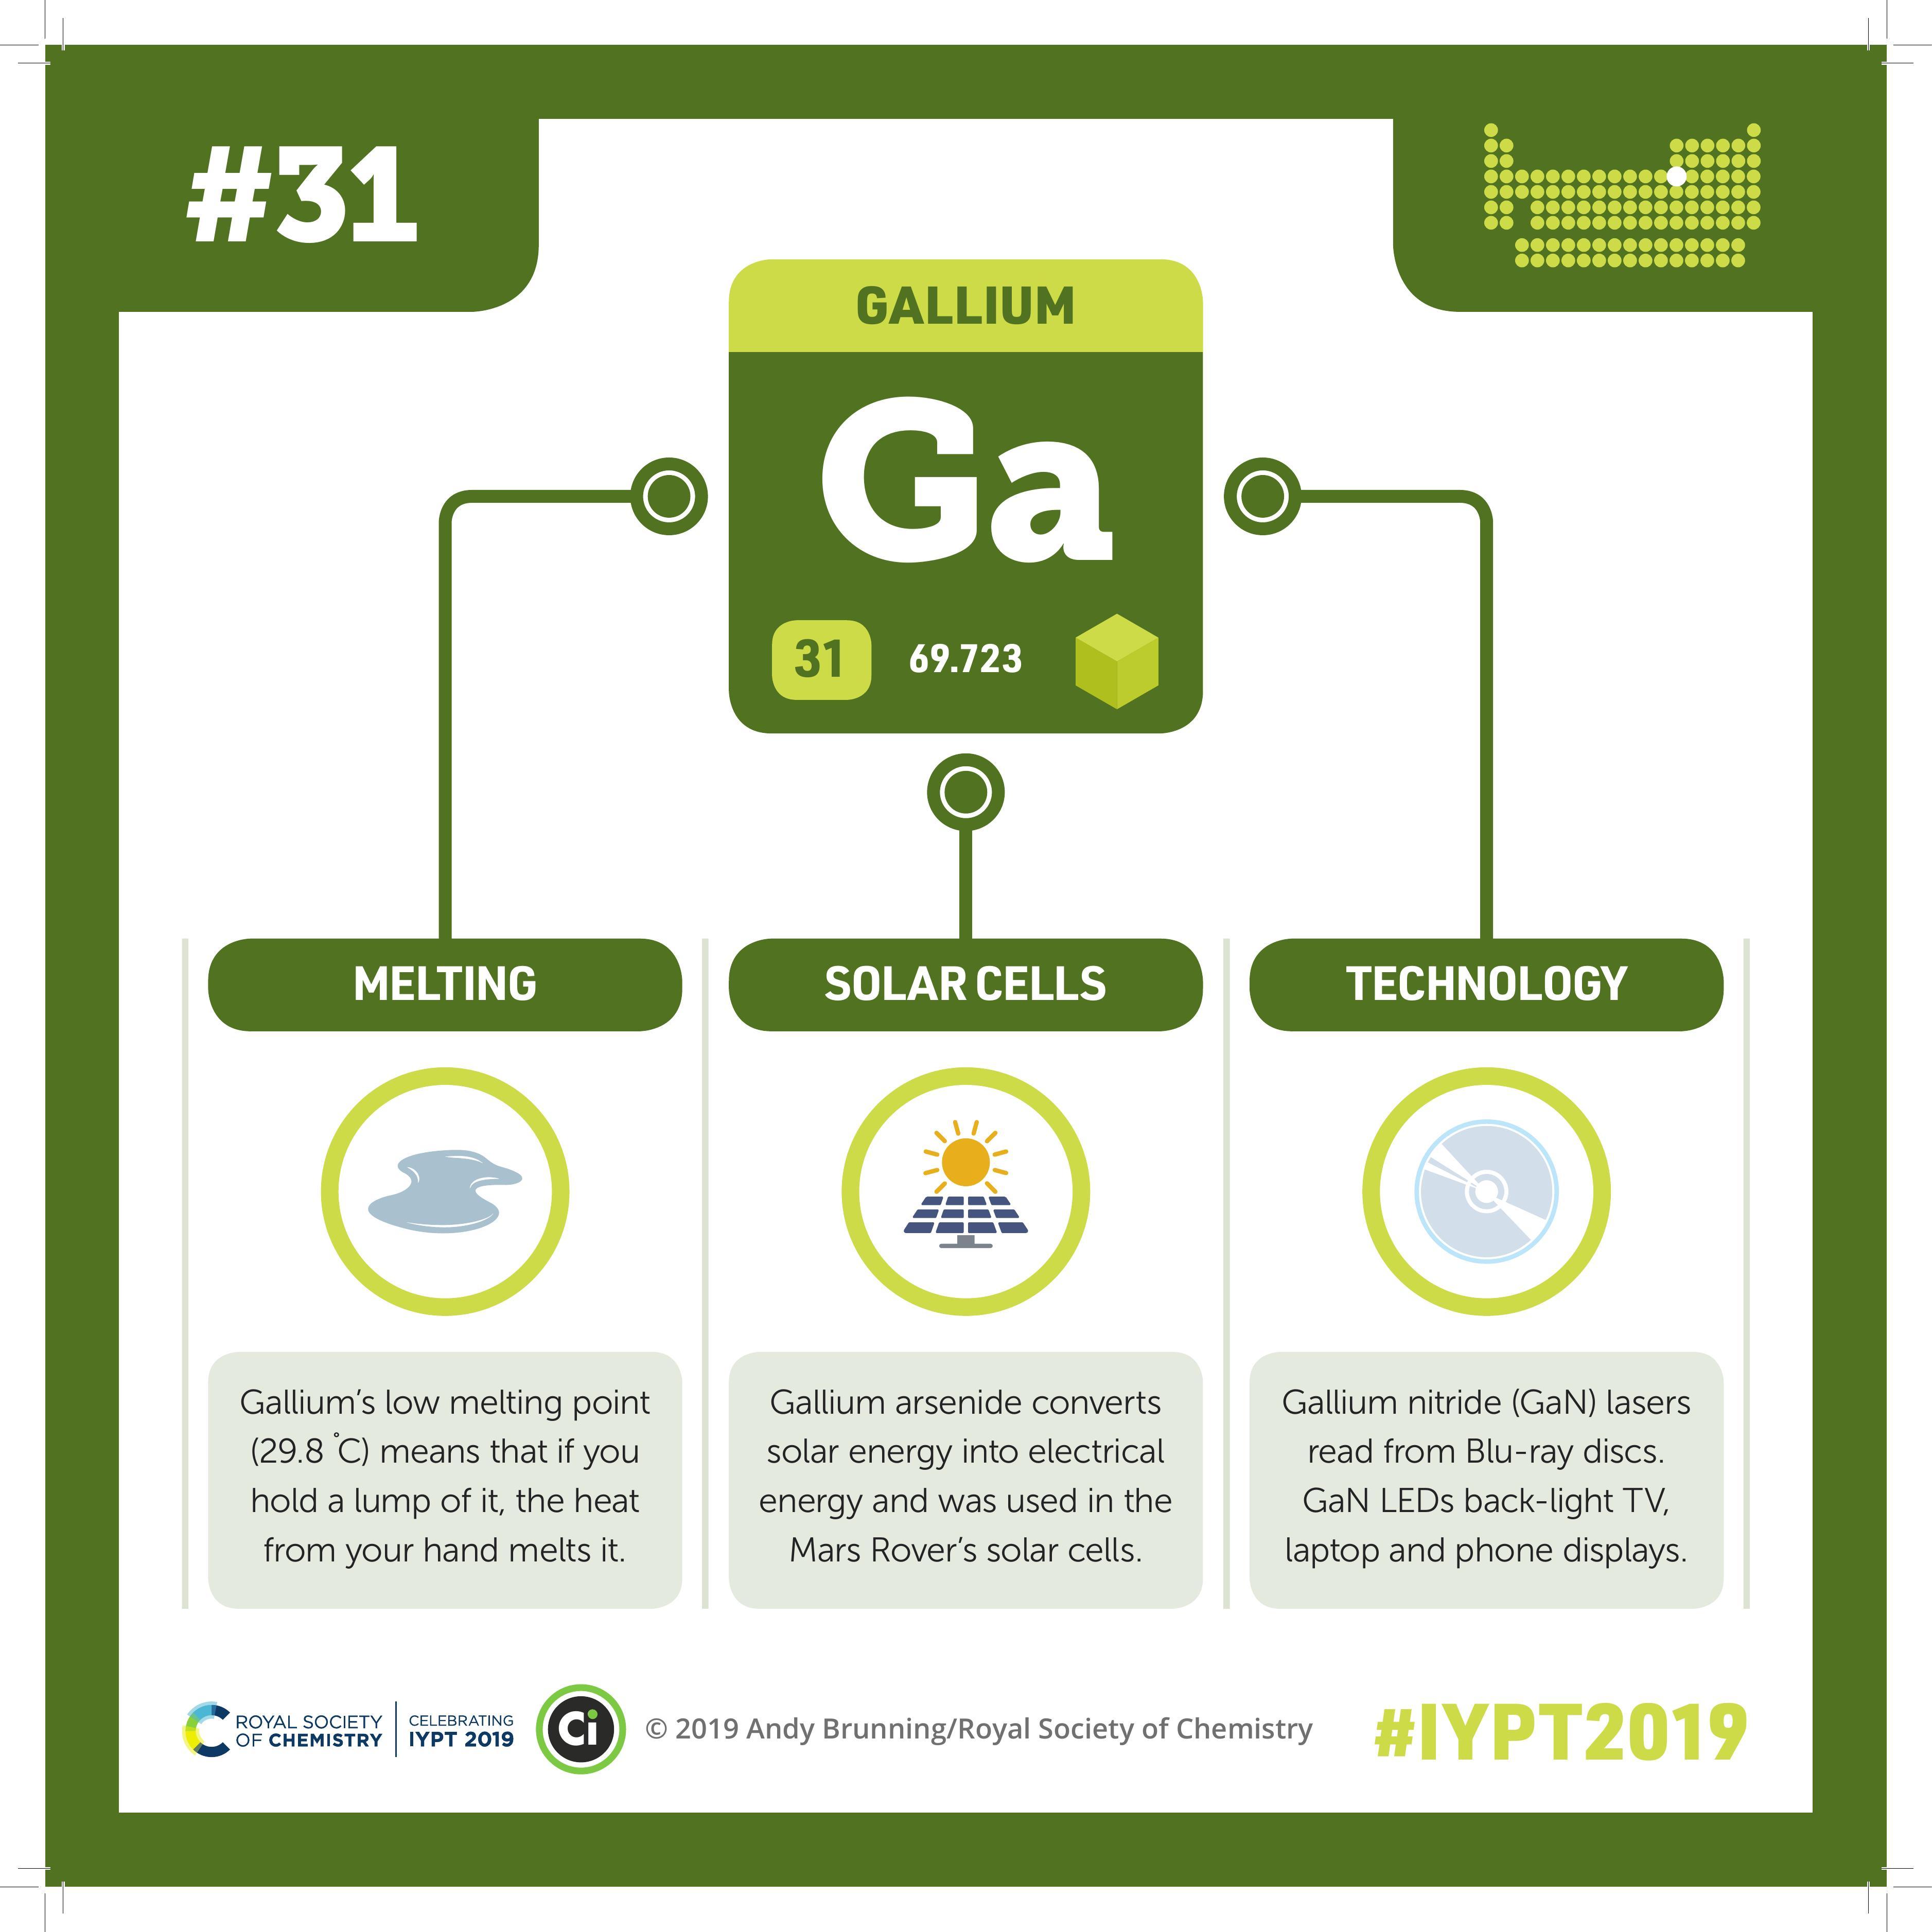 #31
GALLIUM
Ga
31
69.723
MELTING
SOLAR CELLS
TECHNOLOGY
Gallium’s low melting point
(29.8 ˚C) means that if you
hold a lump of it, the heat
from your hand melts it.
Gallium arsenide converts
solar energy into electrical
energy and was used in the
Mars Rover’s solar cells.
Gallium nitride (GaN) lasers
read from Blu-ray discs.
GaN LEDs back-light TV,
laptop and phone displays.
ROYAL SOCIETY
OF CHEMISTRY
CELEBRATING
IYPT 2019
Ci
© 2019 Andy Brunning/Royal Society of Chemistry
#IYPT2019